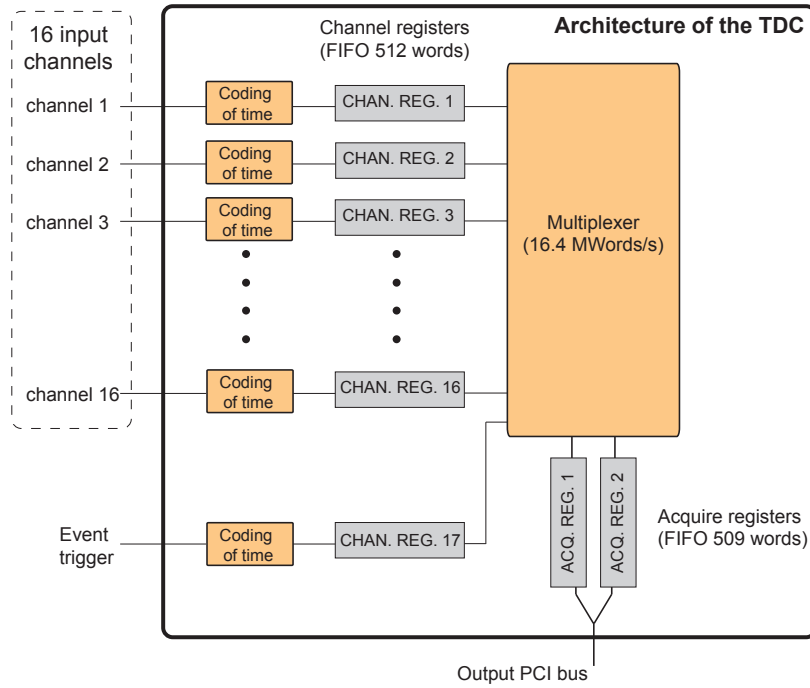 Architecture of the TDC
16 input
channels
Channel registers
(FIFO 512 words)
channel 1
Coding
of time
CHAN. REG. 1
channel 2
Coding
of time
CHAN. REG. 2
channel 3
Coding
of time
CHAN. REG. 3
Multiplexer
(16.4 MWords/s)
channel 16
Coding
of time
CHAN. REG. 16
Event
trigger
Coding
of time
CHAN. REG. 17
ACQ. REG. 1
ACQ. REG. 2
Acquire registers
(FIFO 509 words)
Output PCI bus